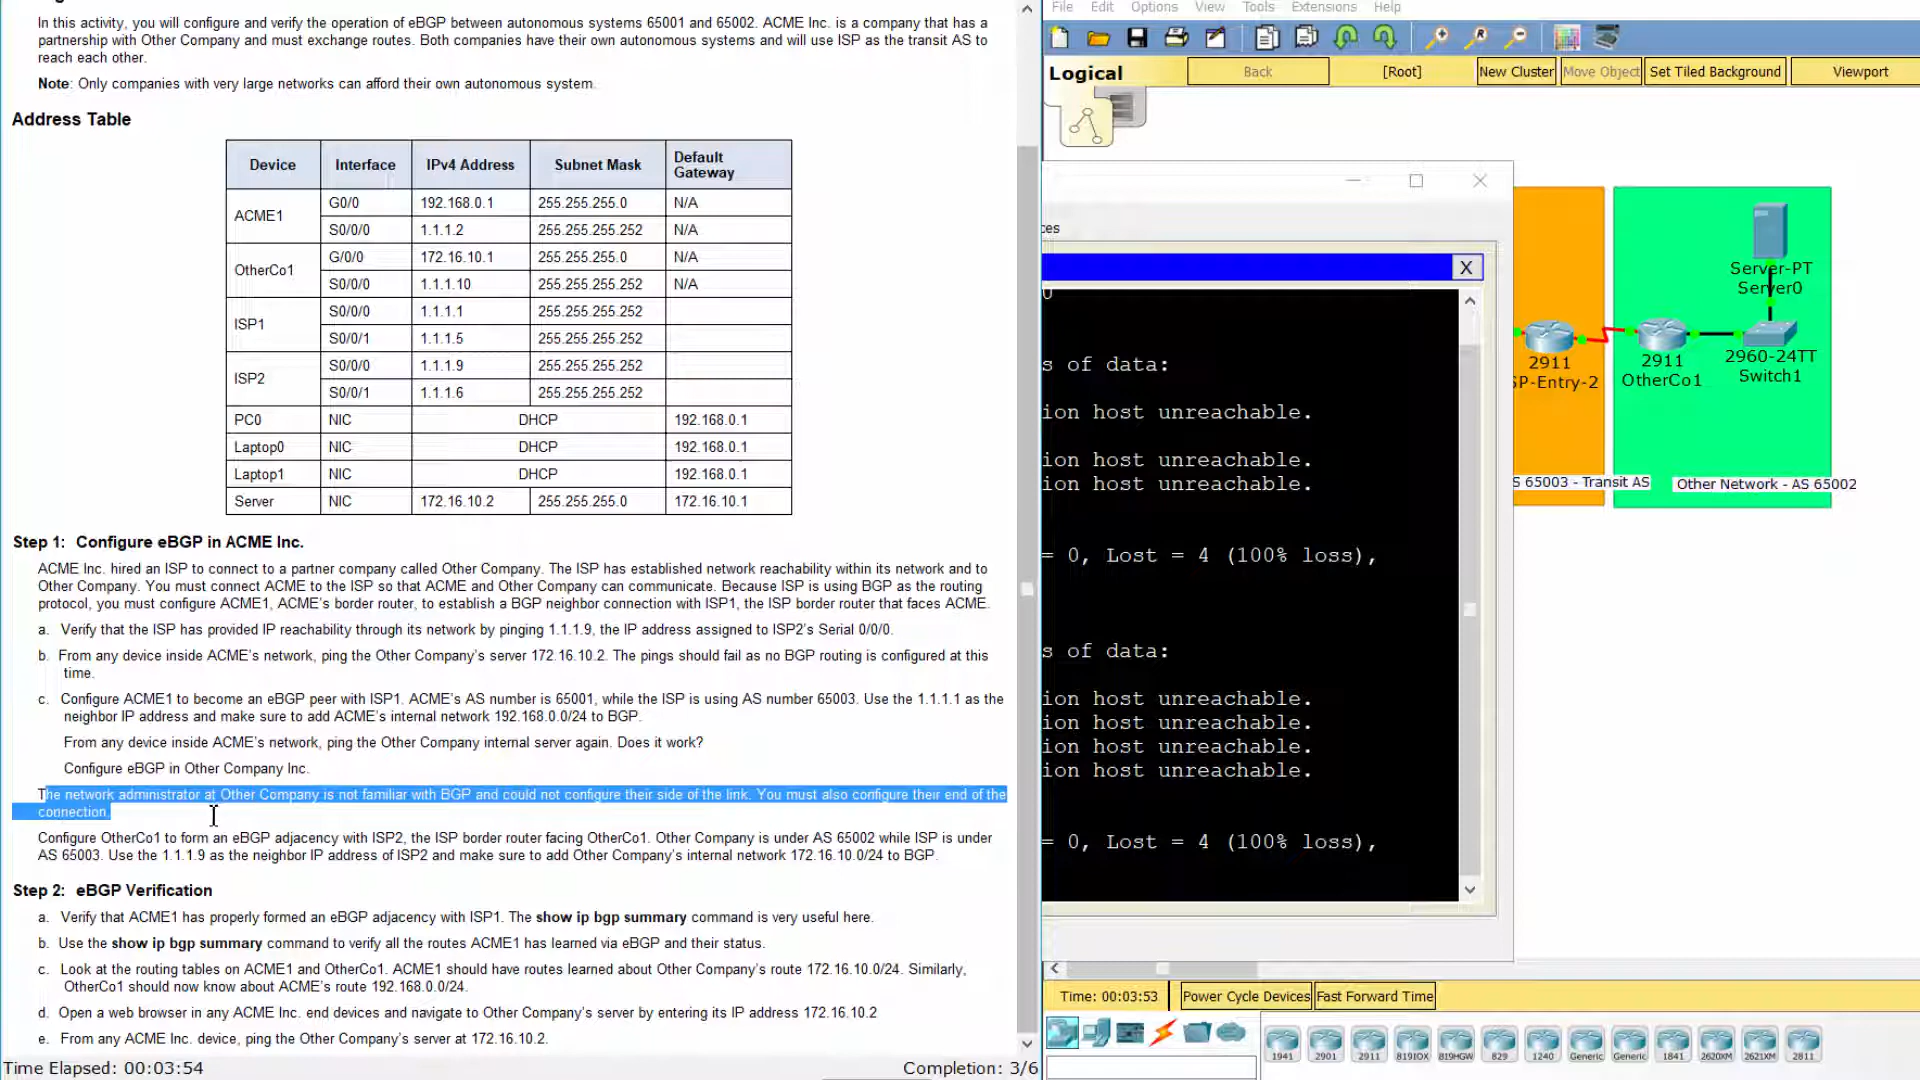 In this activity, you will configure and verify the operation of eBGP between autonomous systems 65001 and 65002. ACME Inc. is a company that has a
partnership with Other Company and must exchange routes. Both companies have their own autonomous systems and will use ISP as the transit AS to
reach each other.
Note: Only companies with very large networks can afford their own autonomous system.
Address Table
Device Interface IPv4 Address Subnet Mask Default Gateway
ACME1 G0/0 192.168.0.1 255.255.255.0 N/A
S0/0/0 1.1.1.2 255.255.255.252 N/A
OtherCo1 G/0/0 172.16.10.1 255.255.255.0 N/A
S0/0/0 1.1.1.10 255.255.255.252 N/A
ISP1 S0/0/0 1.1.1.1 255.255.255.252
S0/0/1 1.1.1.5 255.255.255.252
ISP2 S0/0/0 1.1.1.9 255.255.255.252
S0/0/1 1.1.1.6 255.255.255.252
PC0 NIC DHCP 192.168.0.1
Laptop0 NIC DHCP 192.168.0.1
Laptop1 NIC DHCP 192.168.0.1
Server NIC 172.16.10.2 255.255.255.0 172.16.10.1
Step 1: Configure eBGP in ACME Inc.
ACME Inc. hired an ISP to connect to a partner company called Other Company. The ISP has established network reachability within its network and to
Other Company. You must connect ACME to the ISP so that ACME and Other Company can communicate. Because ISP is using BGP as the routing
protocol, you must configure ACME1, ACME's border router, to establish a BGP neighbor connection with ISP1, the ISP border router that faces ACME.
a. Verify that the ISP has provided IP reachability through its network by pinging 1.1.1.9, the IP address assigned to ISP2's Serial 0/0/0.
b. From any device inside ACME's network, ping the Other Company's server 172.16.10.2. The pings should fail as no BGP routing is configured at this
time.
c. Configure ACME1 to become an eBGP peer with ISP1. ACME's AS number is 65001, while the ISP is using AS number 65003. Use the 1.1.1.1 as the
neighbor IP address and make sure to add ACME's internal network 192.168.0.0/24 to BGP.
From any device inside ACME's network, ping the Other Company internal server again. Does it work?
Configure eBGP in Other Company Inc.
The network administrator at Other Company is not familiar with BGP and could not configure their side of the link. You must also configure their end of the
connection.
Configure OtherCo1 to form an eBGP adjacency with ISP2, the ISP border router facing OtherCo1. Other Company is under AS 65002 while ISP is under
AS 65003. Use the 1.1.1.9 as the neighbor IP address of ISP2 and make sure to add Other Company's internal network 172.16.10.0/24 to BGP.
Step 2: eBGP Verification
a. Verify that ACME1 has properly formed an eBGP adjacency with ISP1. The show ip bgp summary command is very useful here.
b. Use the show ip bgp summary command to verify all the routes ACME1 has learned via eBGP and their status.
c. Look at the routing tables on ACME1 and OtherCo1. ACME1 should have routes learned about Other Company's route 172.16.10.0/24. Similarly,
OtherCo1 should now know about ACME's route 192.168.0.0/24.
d. Open a web browser in any ACME Inc. end devices and navigate to Other Company's server by entering its IP address 172.16.10.2
e. From any ACME Inc. device, ping the Other Company's server at 172.16.10.2.
Time Elapsed: 00:03:54 Completion: 3/6
File Edit Options View Tools Extensions Help
Logical Back [Root] New Cluster Move Object Set Tiled Background Viewport
ces
X
s of data:
ion host unreachable.
ion host unreachable.
ion host unreachable.
= 0, Lost = 4 (100% loss),
s of data:
ion host unreachable.
ion host unreachable.
ion host unreachable.
ion host unreachable.
= 0, Lost = 4 (100% loss),
Server-PT
Server0
2911
SP-Entry-2
2911
OtherCo1
2960-24TT
Switch1
S 65003 - Transit AS
Other Network - AS 65002
Time: 00:03:53 Power Cycle Devices Fast Forward Time
1941 2901 2911 819IOX 819HGW 829 1240 Generic Generic 1841 2620XM 2621XM 2811